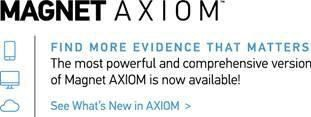 MAGNET AXIOM™
FIND MORE EVIDENCE THAT MATTERS
The most powerful and comprehensive version
of Magnet AXIOM is now available!
See What's New in AXIOM >